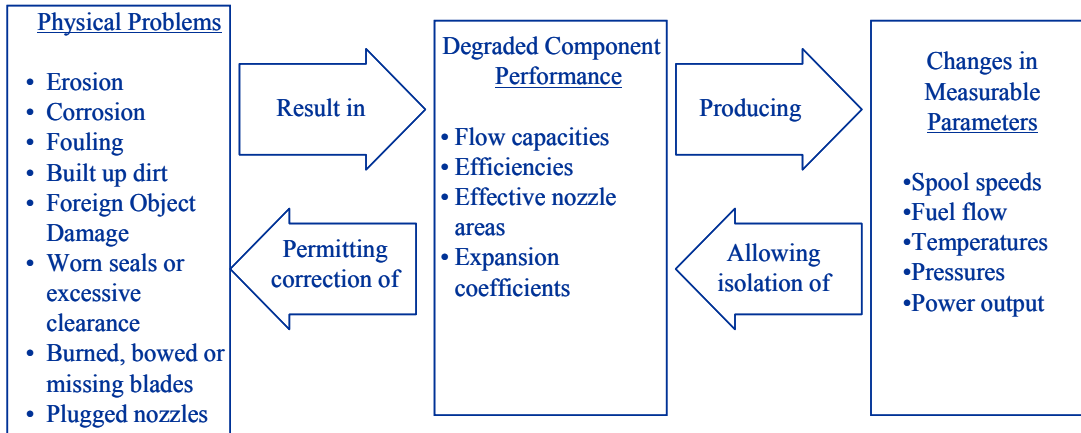 Physical Problems
• Erosion
• Corrosion
• Fouling
• Built up dirt
• Foreign Object
Damage
• Worn seals or
excessive
clearance
• Burned, bowed or
missing blades
• Plugged nozzles
Result in
Permitting
correction of
Degraded Component
Performance
• Flow capacities
• Efficiencies
• Effective nozzle
areas
• Expansion
coefficients
Producing
Allowing
isolation of
Changes in
Measurable
Parameters
•Spool speeds
•Fuel flow
•Temperatures
•Pressures
•Power output